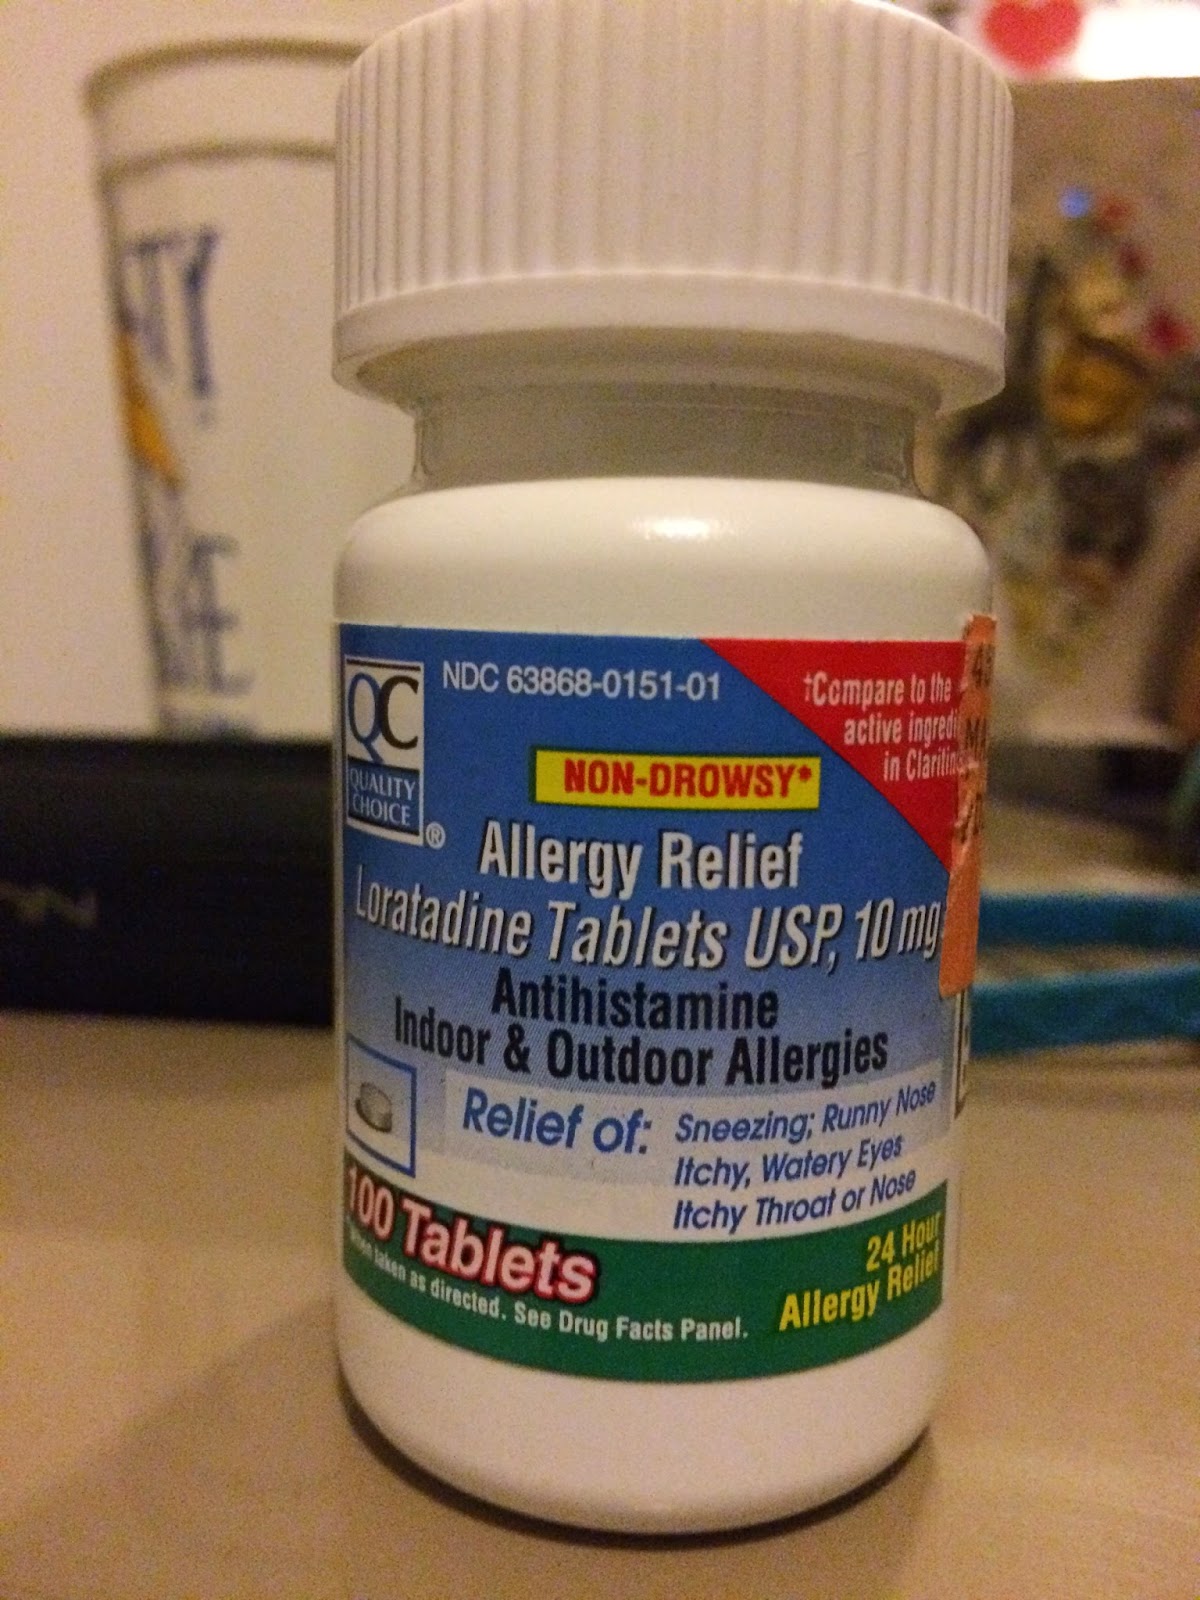 QC
QUALITY
CHOICE
®
NDC 63868-0151-01
†Compare to the
active
in
NON-DROWSY*
Allergy Relief
Loratadine Tablets USP, 10 mg
Antihistamine
Indoor & Outdoor Allergies
Relief of: Sneezing; Runny Nose
Itchy, Watery Eyes
Itchy Throat or Nose
100 Tablets
taken as directed. See Drug Facts Panel.
24 Hour
Allergy Relief